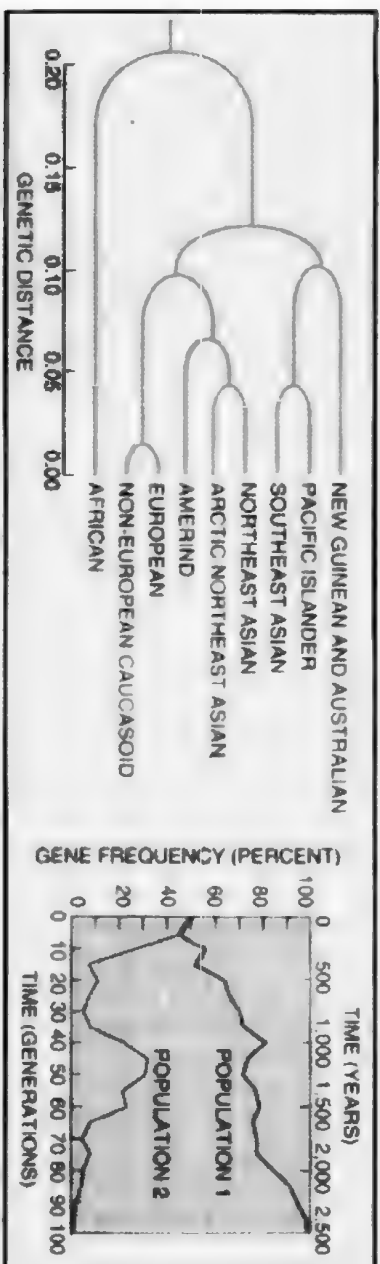 NEW GUINEAN AND AUSTRALIAN
PACIFIC ISLANDER
SOUTHEAST ASIAN
NORTHEAST ASIAN
ARCTIC NORTHEAST ASIAN
AMERIND
EUROPEAN
NON-EUROPEAN CAUCASOID
AFRICAN
0.20 0.15 0.10 0.05 0.00
GENETIC DISTANCE
TIME (YEARS)
0 500 1.000 1,500 2,000 2.500
GENE FREQUENCY (PERCENT)
100
80
60
40
20
0
POPULATION 1
POPULATION 2
0 10 20 30 40 50 60 70 80 90 100
TIME (GENERATIONS)